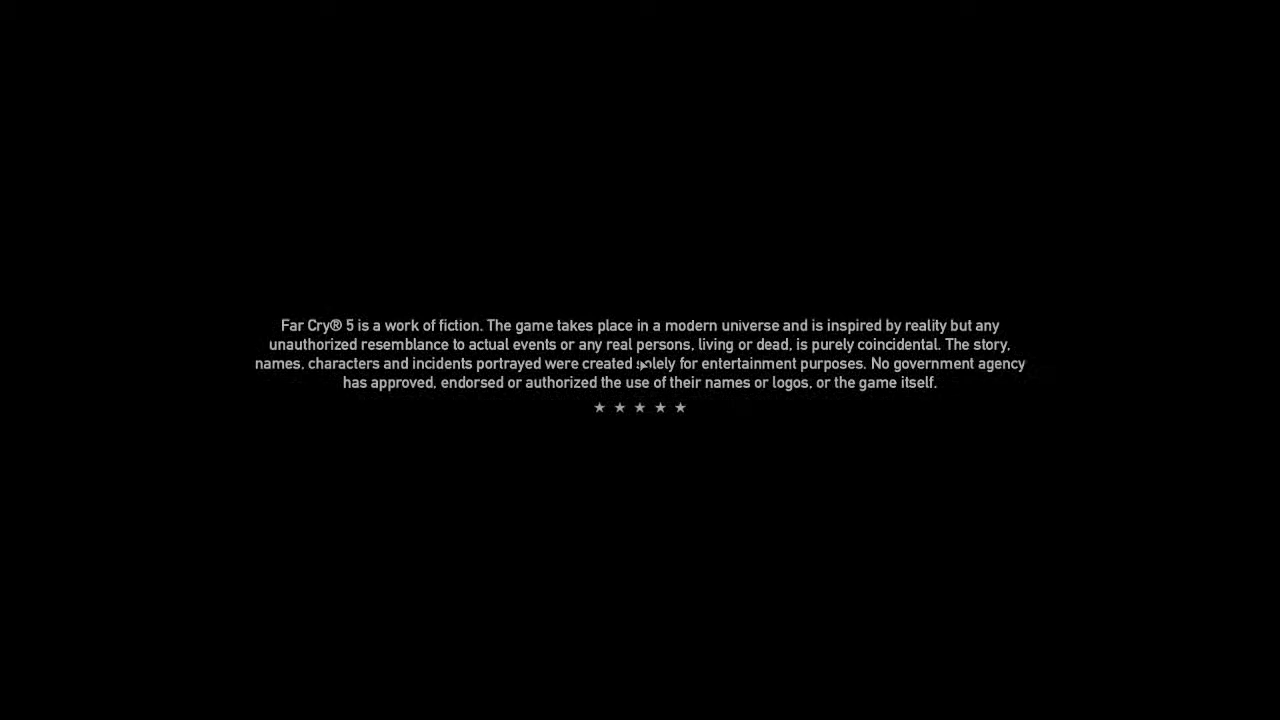 Far Cry® 5 is a work of fiction. The game takes place in a modern universe and is inspired by reality but any
unauthorized resemblance to actual events or any real persons, living or dead, is purely coincidental. The story,
names, characters and incidents portrayed were created solely for entertainment purposes. No government agency
has approved, endorsed or authorized the use of their names or logos, or the game itself.
★ ★ ★ ★ ★